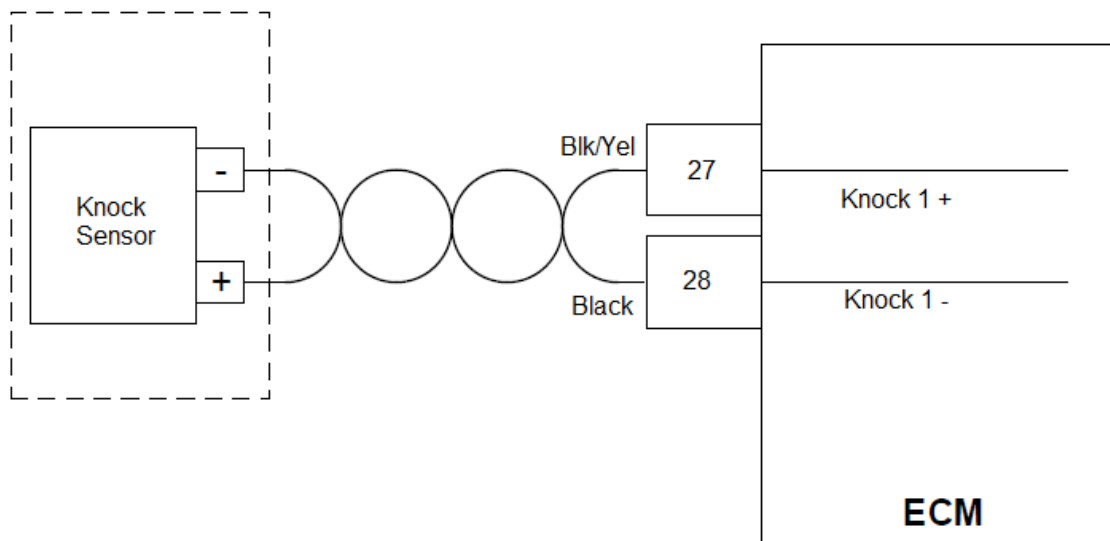 Knock
Sensor
-
+
Blk/Yel
Black
27
28
Knock 1 +
Knock 1 -
ECM